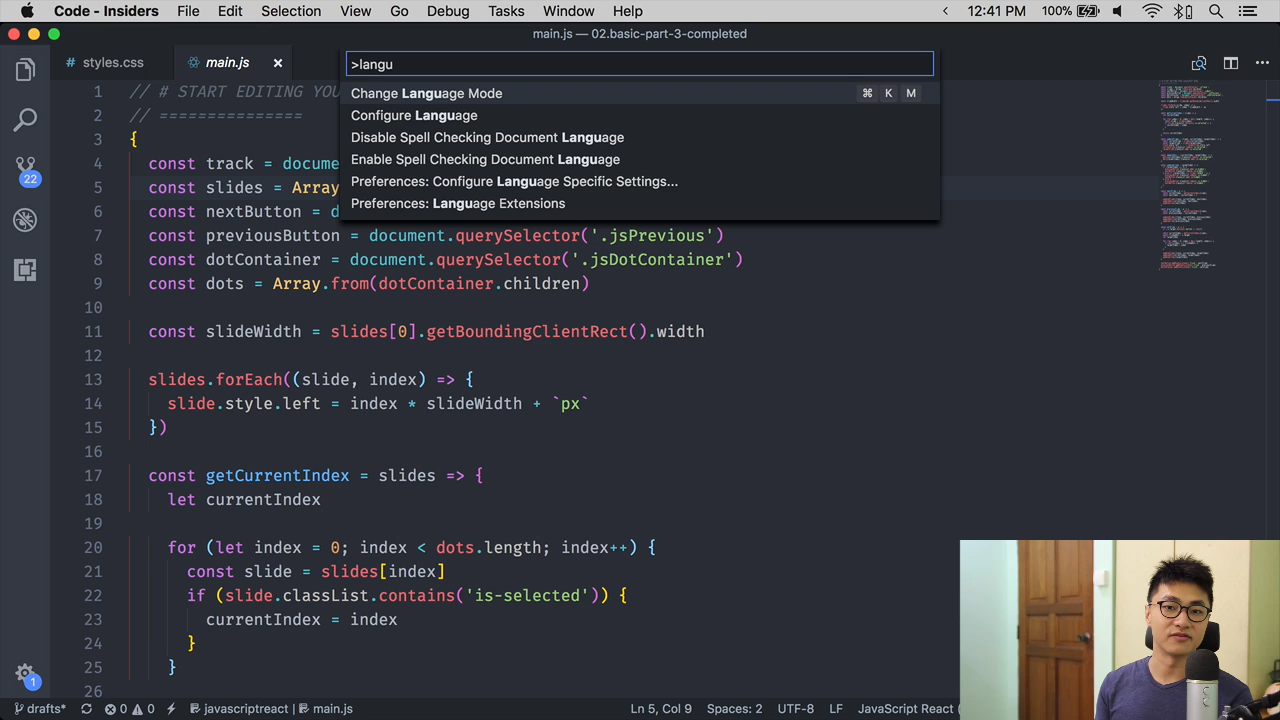 Code - Insiders File Edit Selection View Go Debug Tasks Window Help 12:41 PM 100%
main.js — 02.basic-part-3-completed
# styles.css main.js ×
>langu
Change Language Mode ⌘ K M
Configure Language
Disable Spell Checking Document Language
Enable Spell Checking Document Language
Preferences: Configure Language Specific Settings...
Preferences: Language Extensions
1 // # START EDITING YOU
2 // ===============
3 {
4 const track = docume
5 const slides = Array
6 const nextButton = d
7 const previousButton = document.querySelector('.jsPrevious')
8 const dotContainer = document.querySelector('.jsDotContainer')
9 const dots = Array.from(dotContainer.children)
10
11 const slideWidth = slides[0].getBoundingClientRect().width
12
13 slides.forEach((slide, index) => {
14 slide.style.left = index * slideWidth + `px`
15 })
16
17 const getCurrentIndex = slides => {
18 let currentIndex
19
20 for (let index = 0; index < dots.length; index++) {
21 const slide = slides[index]
22 if (slide.classList.contains('is-selected')) {
23 currentIndex = index
24 }
25 }
26
22
1
drafts* 0 0 javascriptreact | main.js Ln 5, Col 9 Spaces: 2 UTF-8 LF JavaScript React